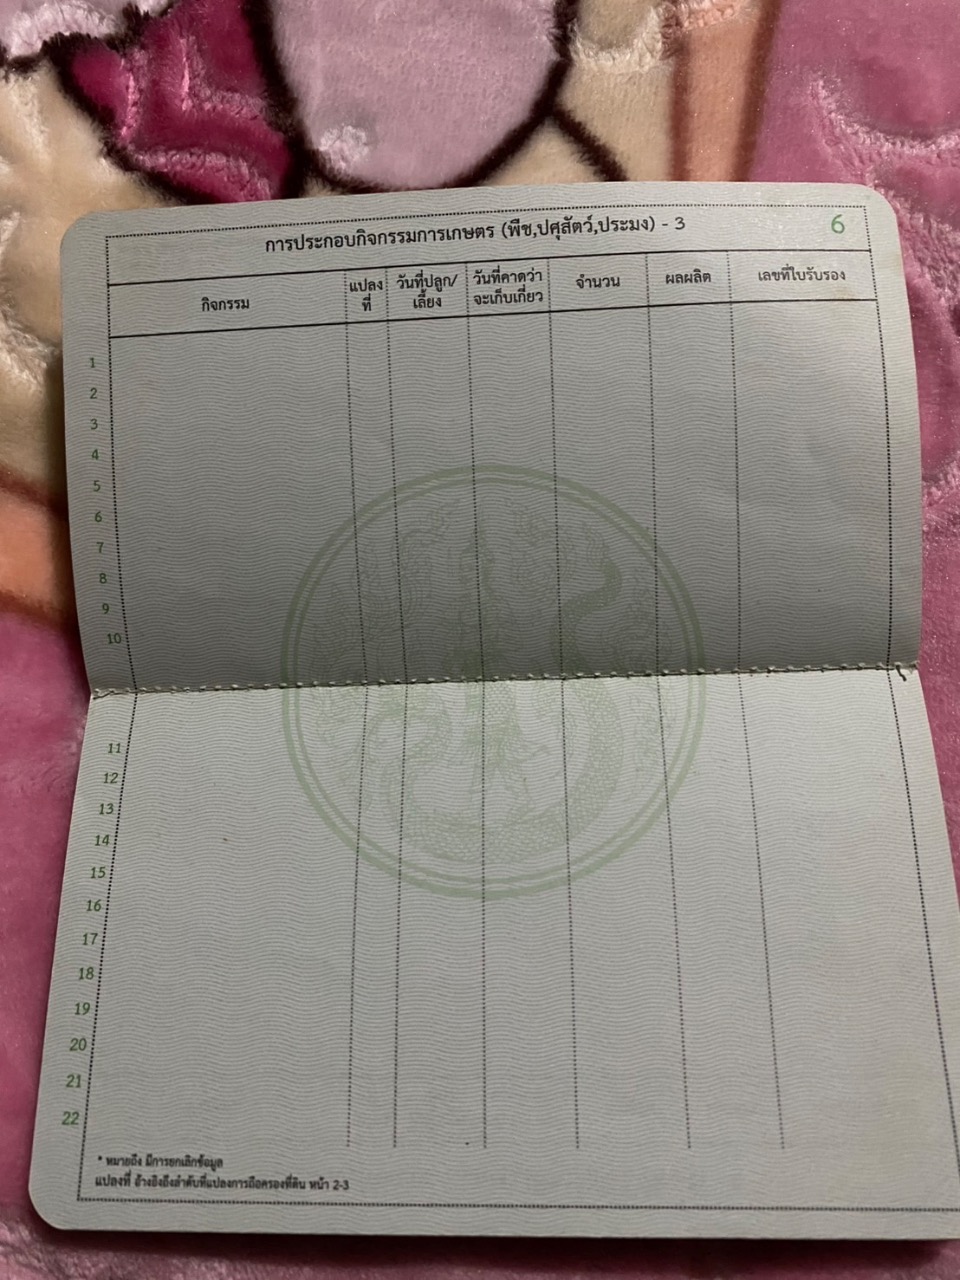 การประกอบกิจกรรมการเกษตร (พืช,ปศุสัตว์,ประมง) - 3
6
กิจกรรม
แปลง
ที่
วันที่ปลูก/
เลี้ยง
วันที่คาดว่า
จะเก็บเกี่ยว
จำนวน
ผลผลิต
เลขที่ใบรับรอง
1
2
3
4
5
6
7
8
9
10
11
12
13
14
15
16
17
18
19
20
21
22
* หมายถึง มีการยกเลิกข้อมูล
แปลงที่ อ้างอิงถึงลำดับที่แปลงการถือครองที่ดิน หน้า 2-3